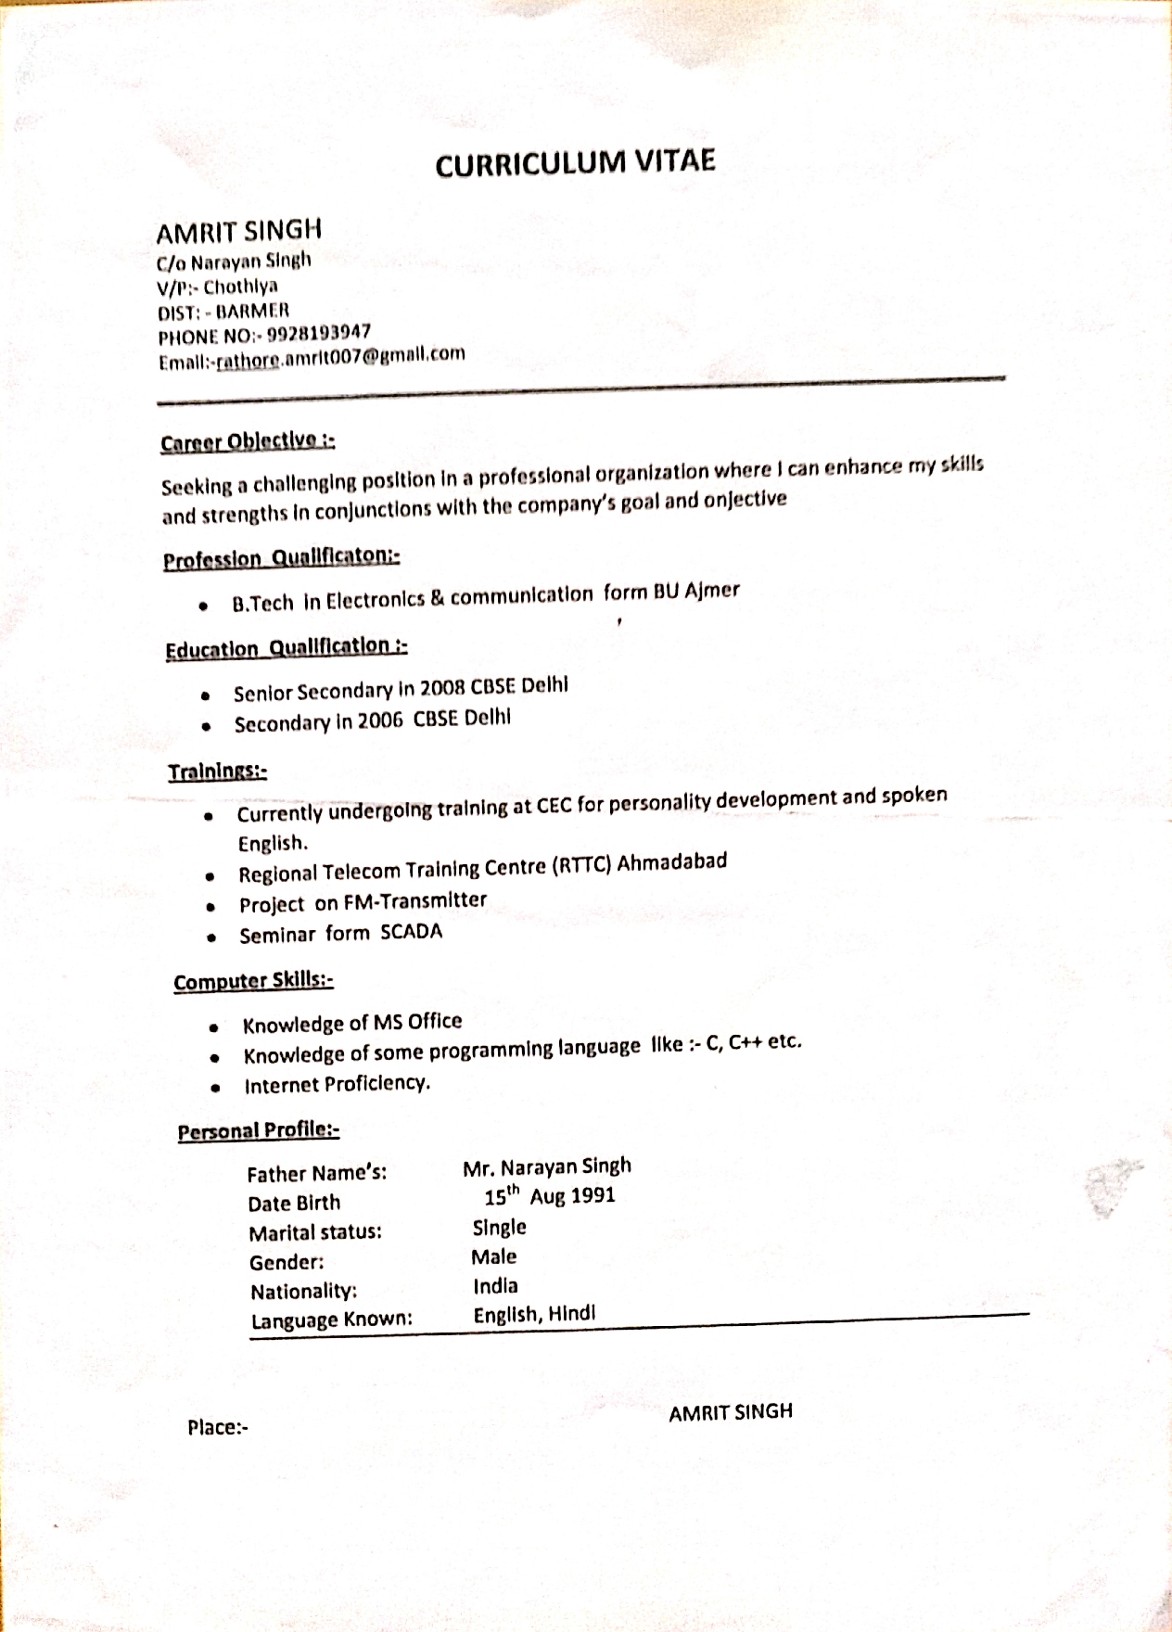 CURRICULUM VITAE
AMRIT SINGH
C/o Narayan Singh
V/P:- Chothiya
DIST: - BARMER
PHONE NO:- 9928193947
Email:-rathore.amrit007@gmail.com
Career Objective :-
Seeking a challenging position in a professional organization where I can enhance my skills
and strengths in conjunctions with the company's goal and onjective
Profession Qualificaton:-
• B.Tech in Electronics & communication form BU Ajmer
Education Qualification :-
• Senior Secondary in 2008 CBSE Delhi
• Secondary in 2006 CBSE Delhi
Trainings:-
• Currently undergoing training at CEC for personality development and spoken
English.
• Regional Telecom Training Centre (RTTC) Ahmadabad
• Project on FM-Transmitter
• Seminar form SCADA
Computer Skills:-
• Knowledge of MS Office
• Knowledge of some programming language like :- C, C++ etc.
• Internet Proficiency.
Personal Profile:-
Father Name's: Mr. Narayan Singh
Date Birth 15th Aug 1991
Marital status: Single
Gender: Male
Nationality: India
Language Known: English, Hindi
Place:- AMRIT SINGH